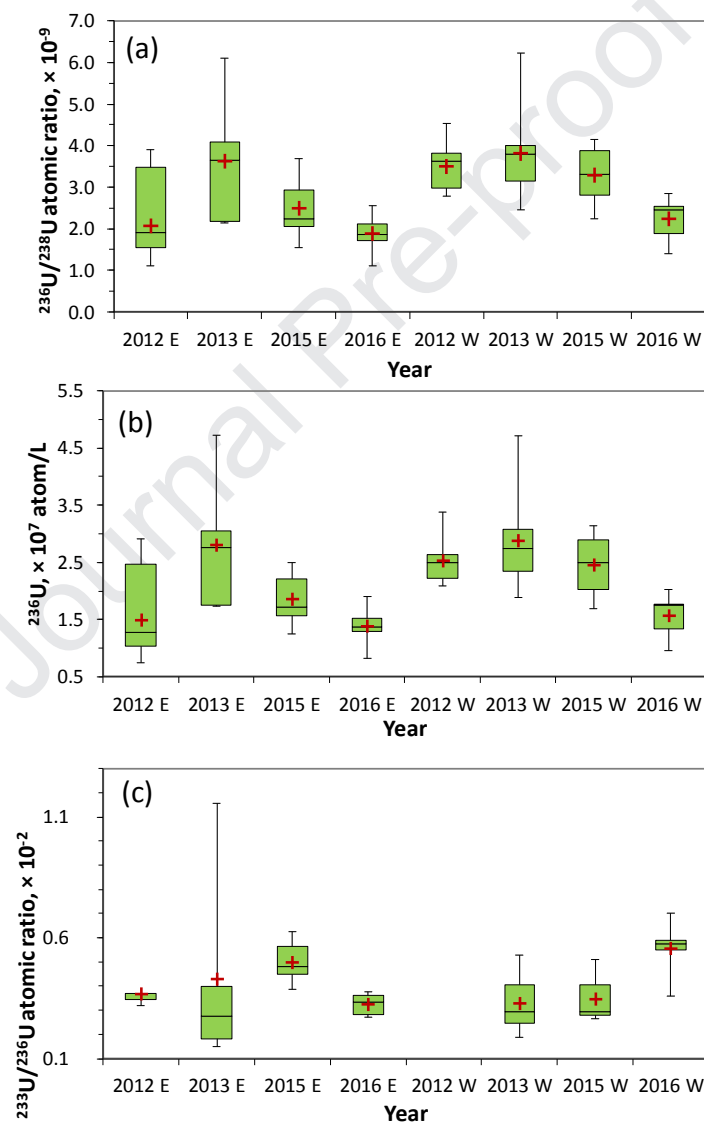 (a)
²³⁶U/²³⁸U atomic ratio, × 10⁻⁹
7.0
6.0
5.0
4.0
3.0
2.0
1.0
0.0
2012 E 2013 E 2015 E 2016 E 2012 W 2013 W 2015 W 2016 W
Year
(b)
²³⁶U, × 10⁷ atom/L
5.5
4.5
3.5
2.5
1.5
0.5
2012 E 2013 E 2015 E 2016 E 2012 W 2013 W 2015 W 2016 W
Year
(c)
²³³U/²³⁶U atomic ratio, × 10⁻²
1.1
0.6
0.1
2012 E 2013 E 2015 E 2016 E 2012 W 2013 W 2015 W 2016 W
Year
Journal Pre-proof